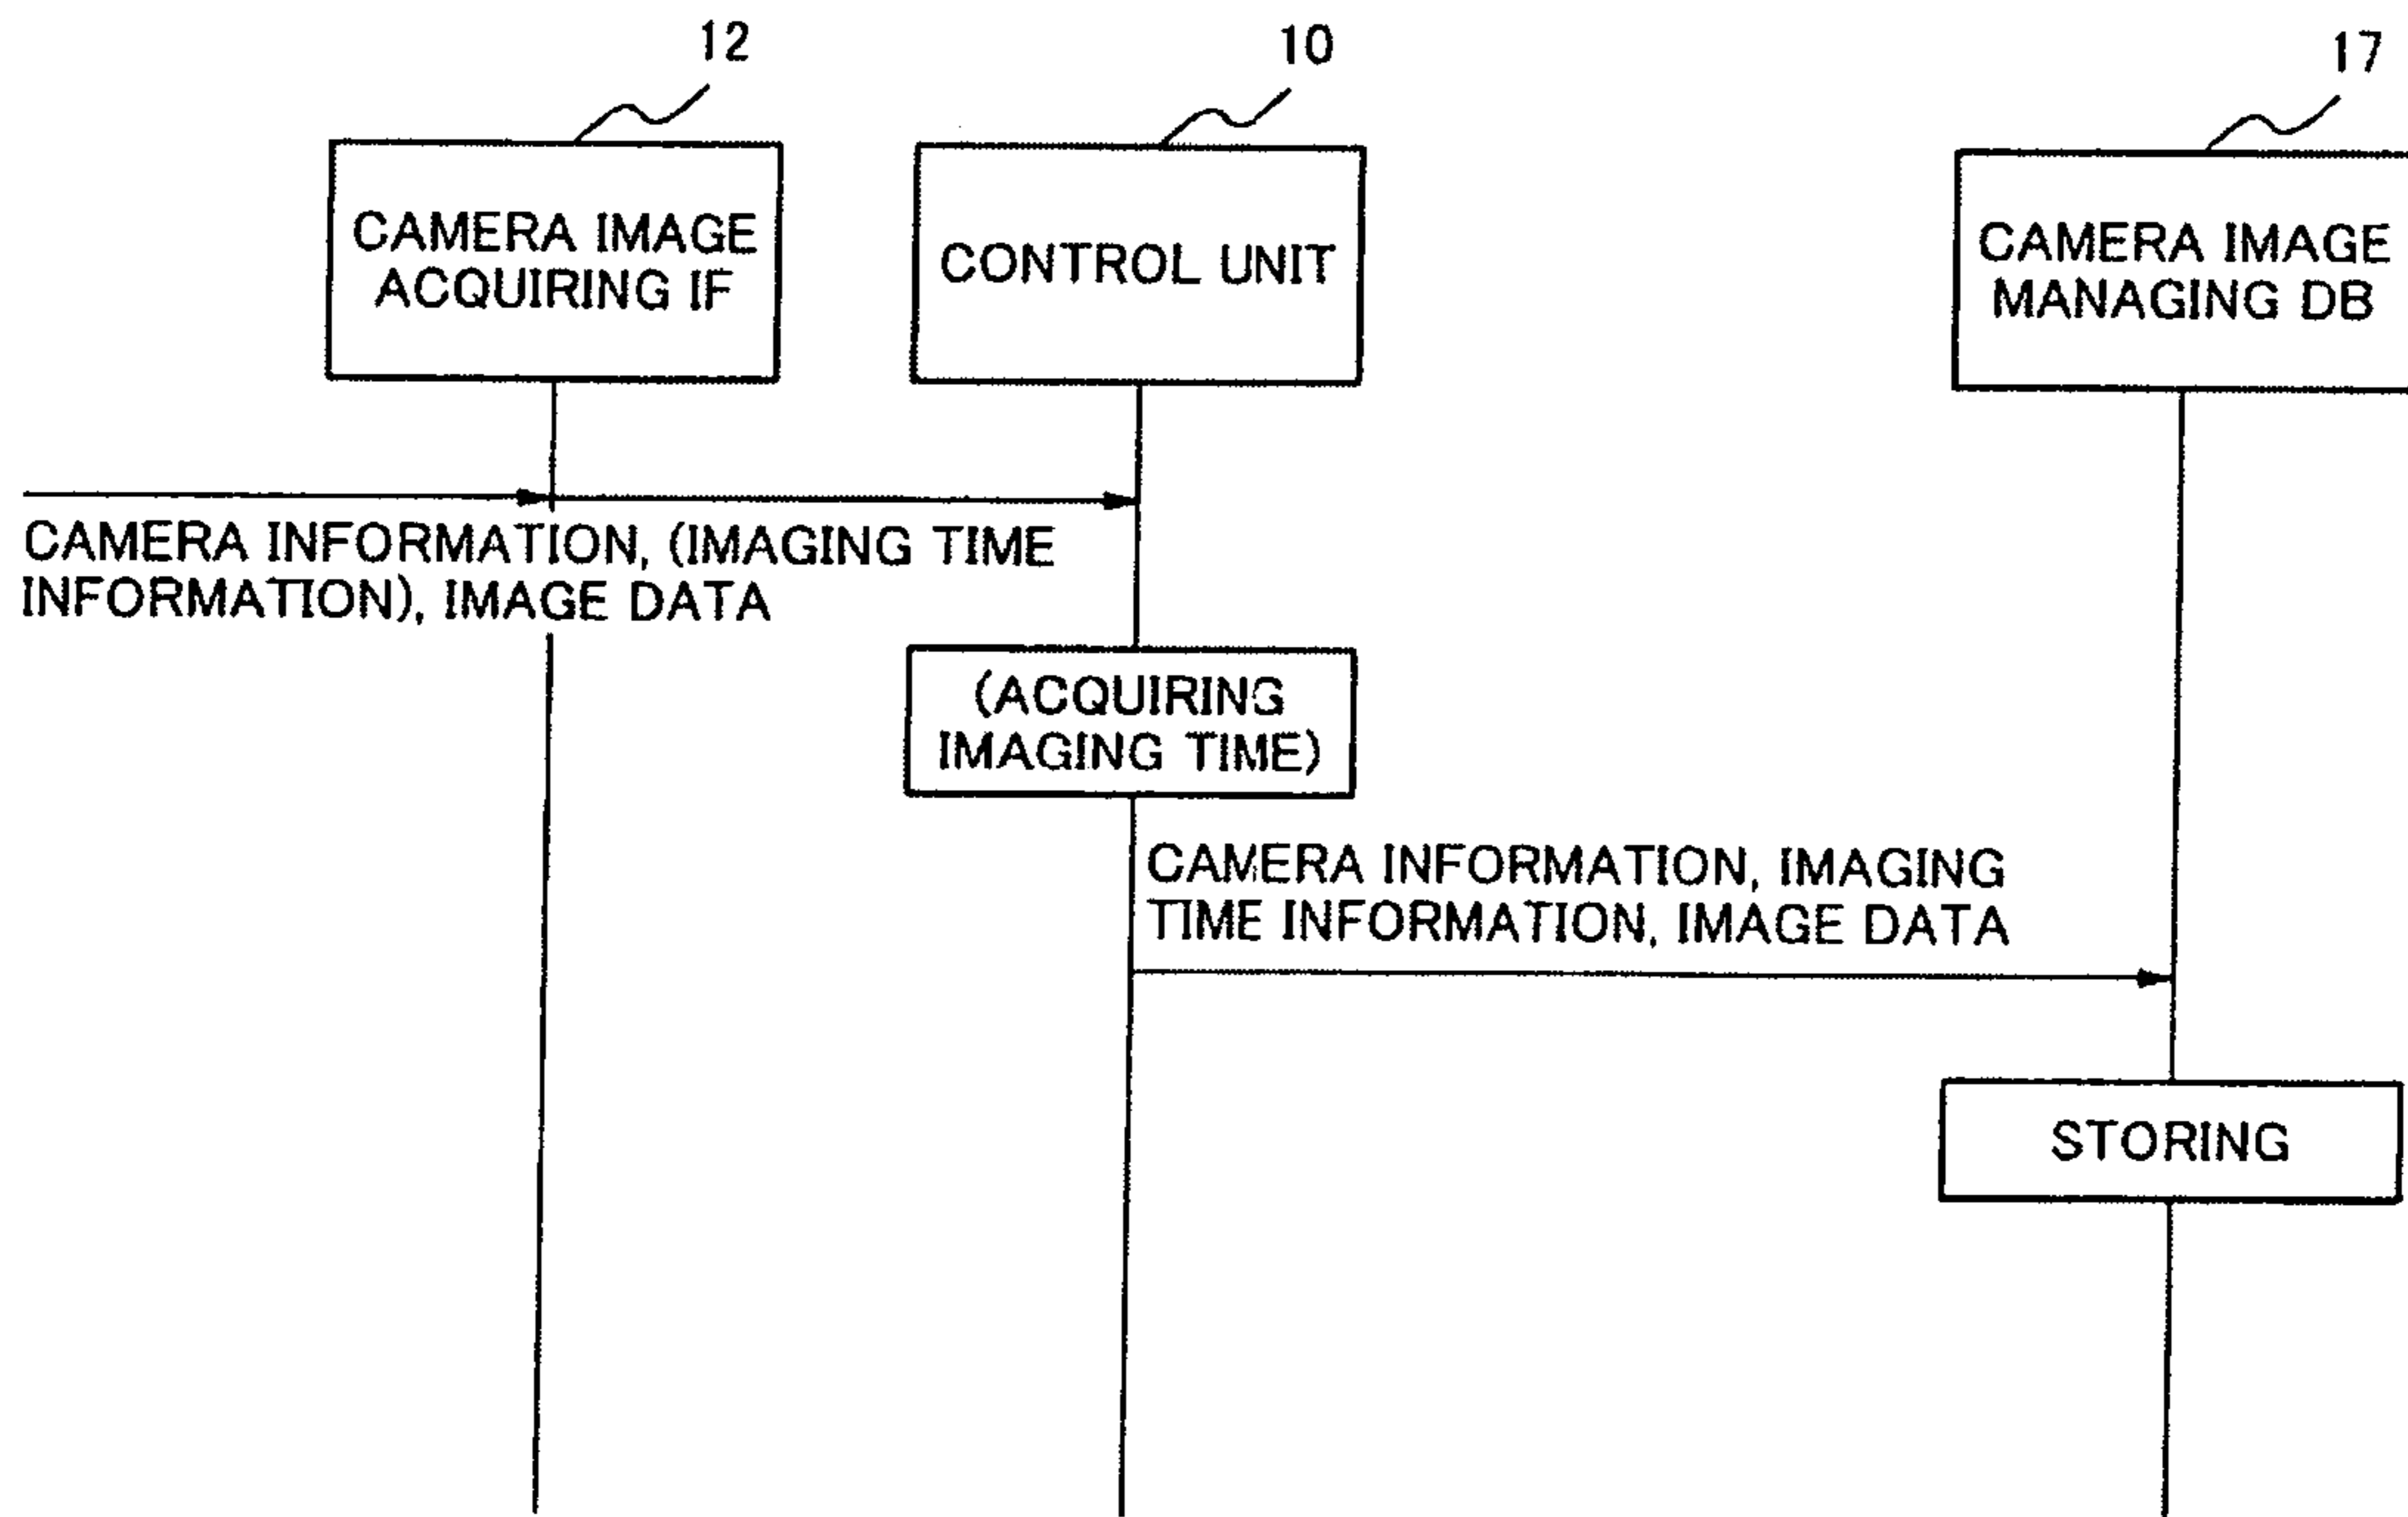 12
10
17
CAMERA IMAGE
ACQUIRING IF
CONTROL UNIT
CAMERA IMAGE
MANAGING DB
CAMERA INFORMATION, (IMAGING TIME
INFORMATION), IMAGE DATA
(ACQUIRING
IMAGING TIME)
CAMERA INFORMATION, IMAGING
TIME INFORMATION, IMAGE DATA
STORING